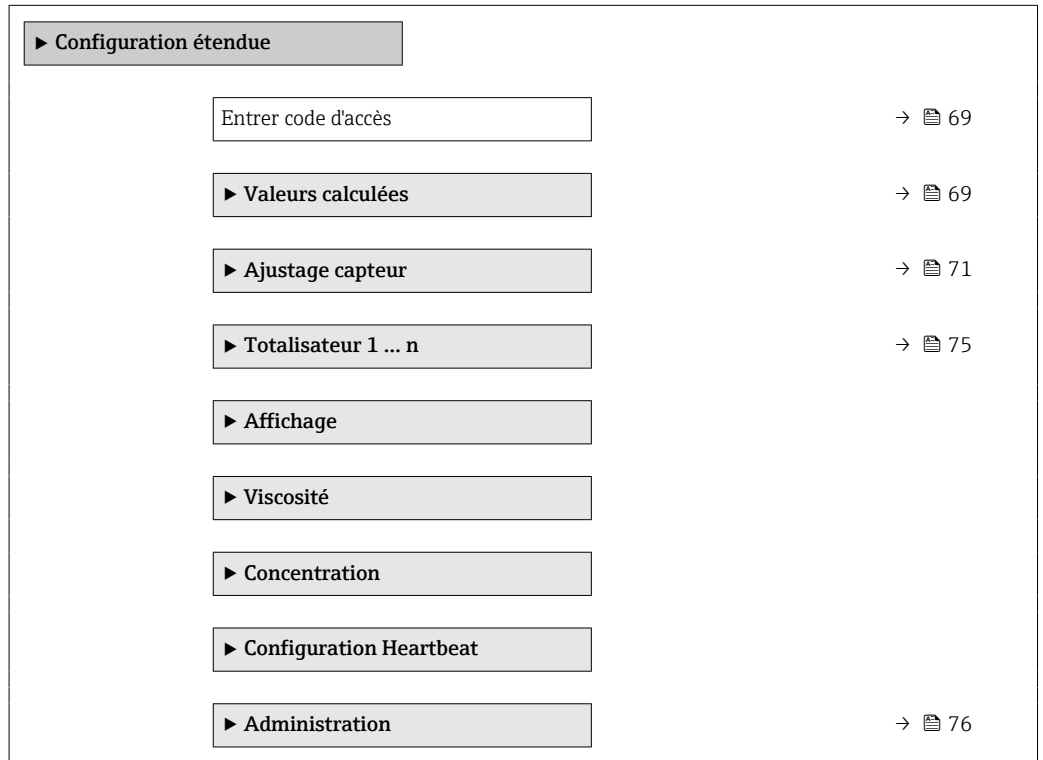 ► Configuration étendue
Entrer code d'accès → 69
► Valeurs calculées → 69
► Ajustage capteur → 71
► Totalisateur 1 … n → 75
► Affichage
► Viscosité
► Concentration
► Configuration Heartbeat
► Administration → 76